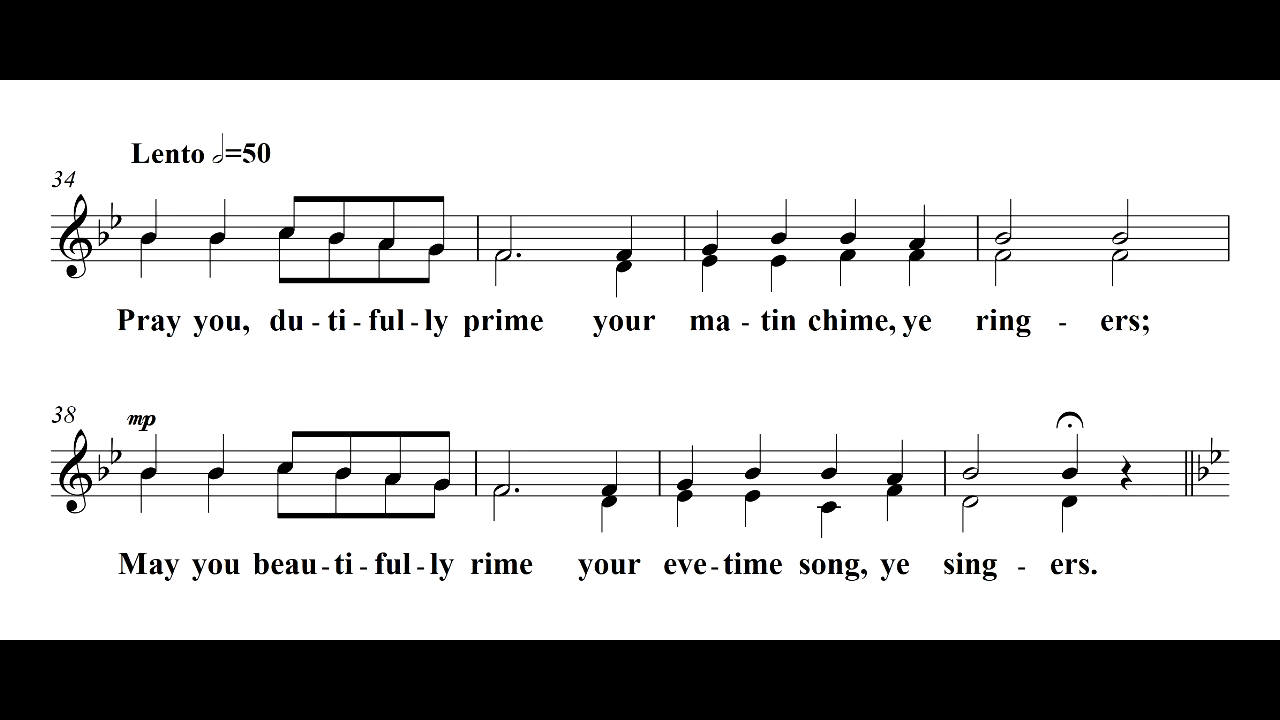 Lento 𝅗𝅥=50
34
Pray you, du - ti - ful - ly prime your ma - tin chime, ye ring - ers;
38
mp
May you beau - ti - ful - ly rime your eve - time song, ye sing - ers.